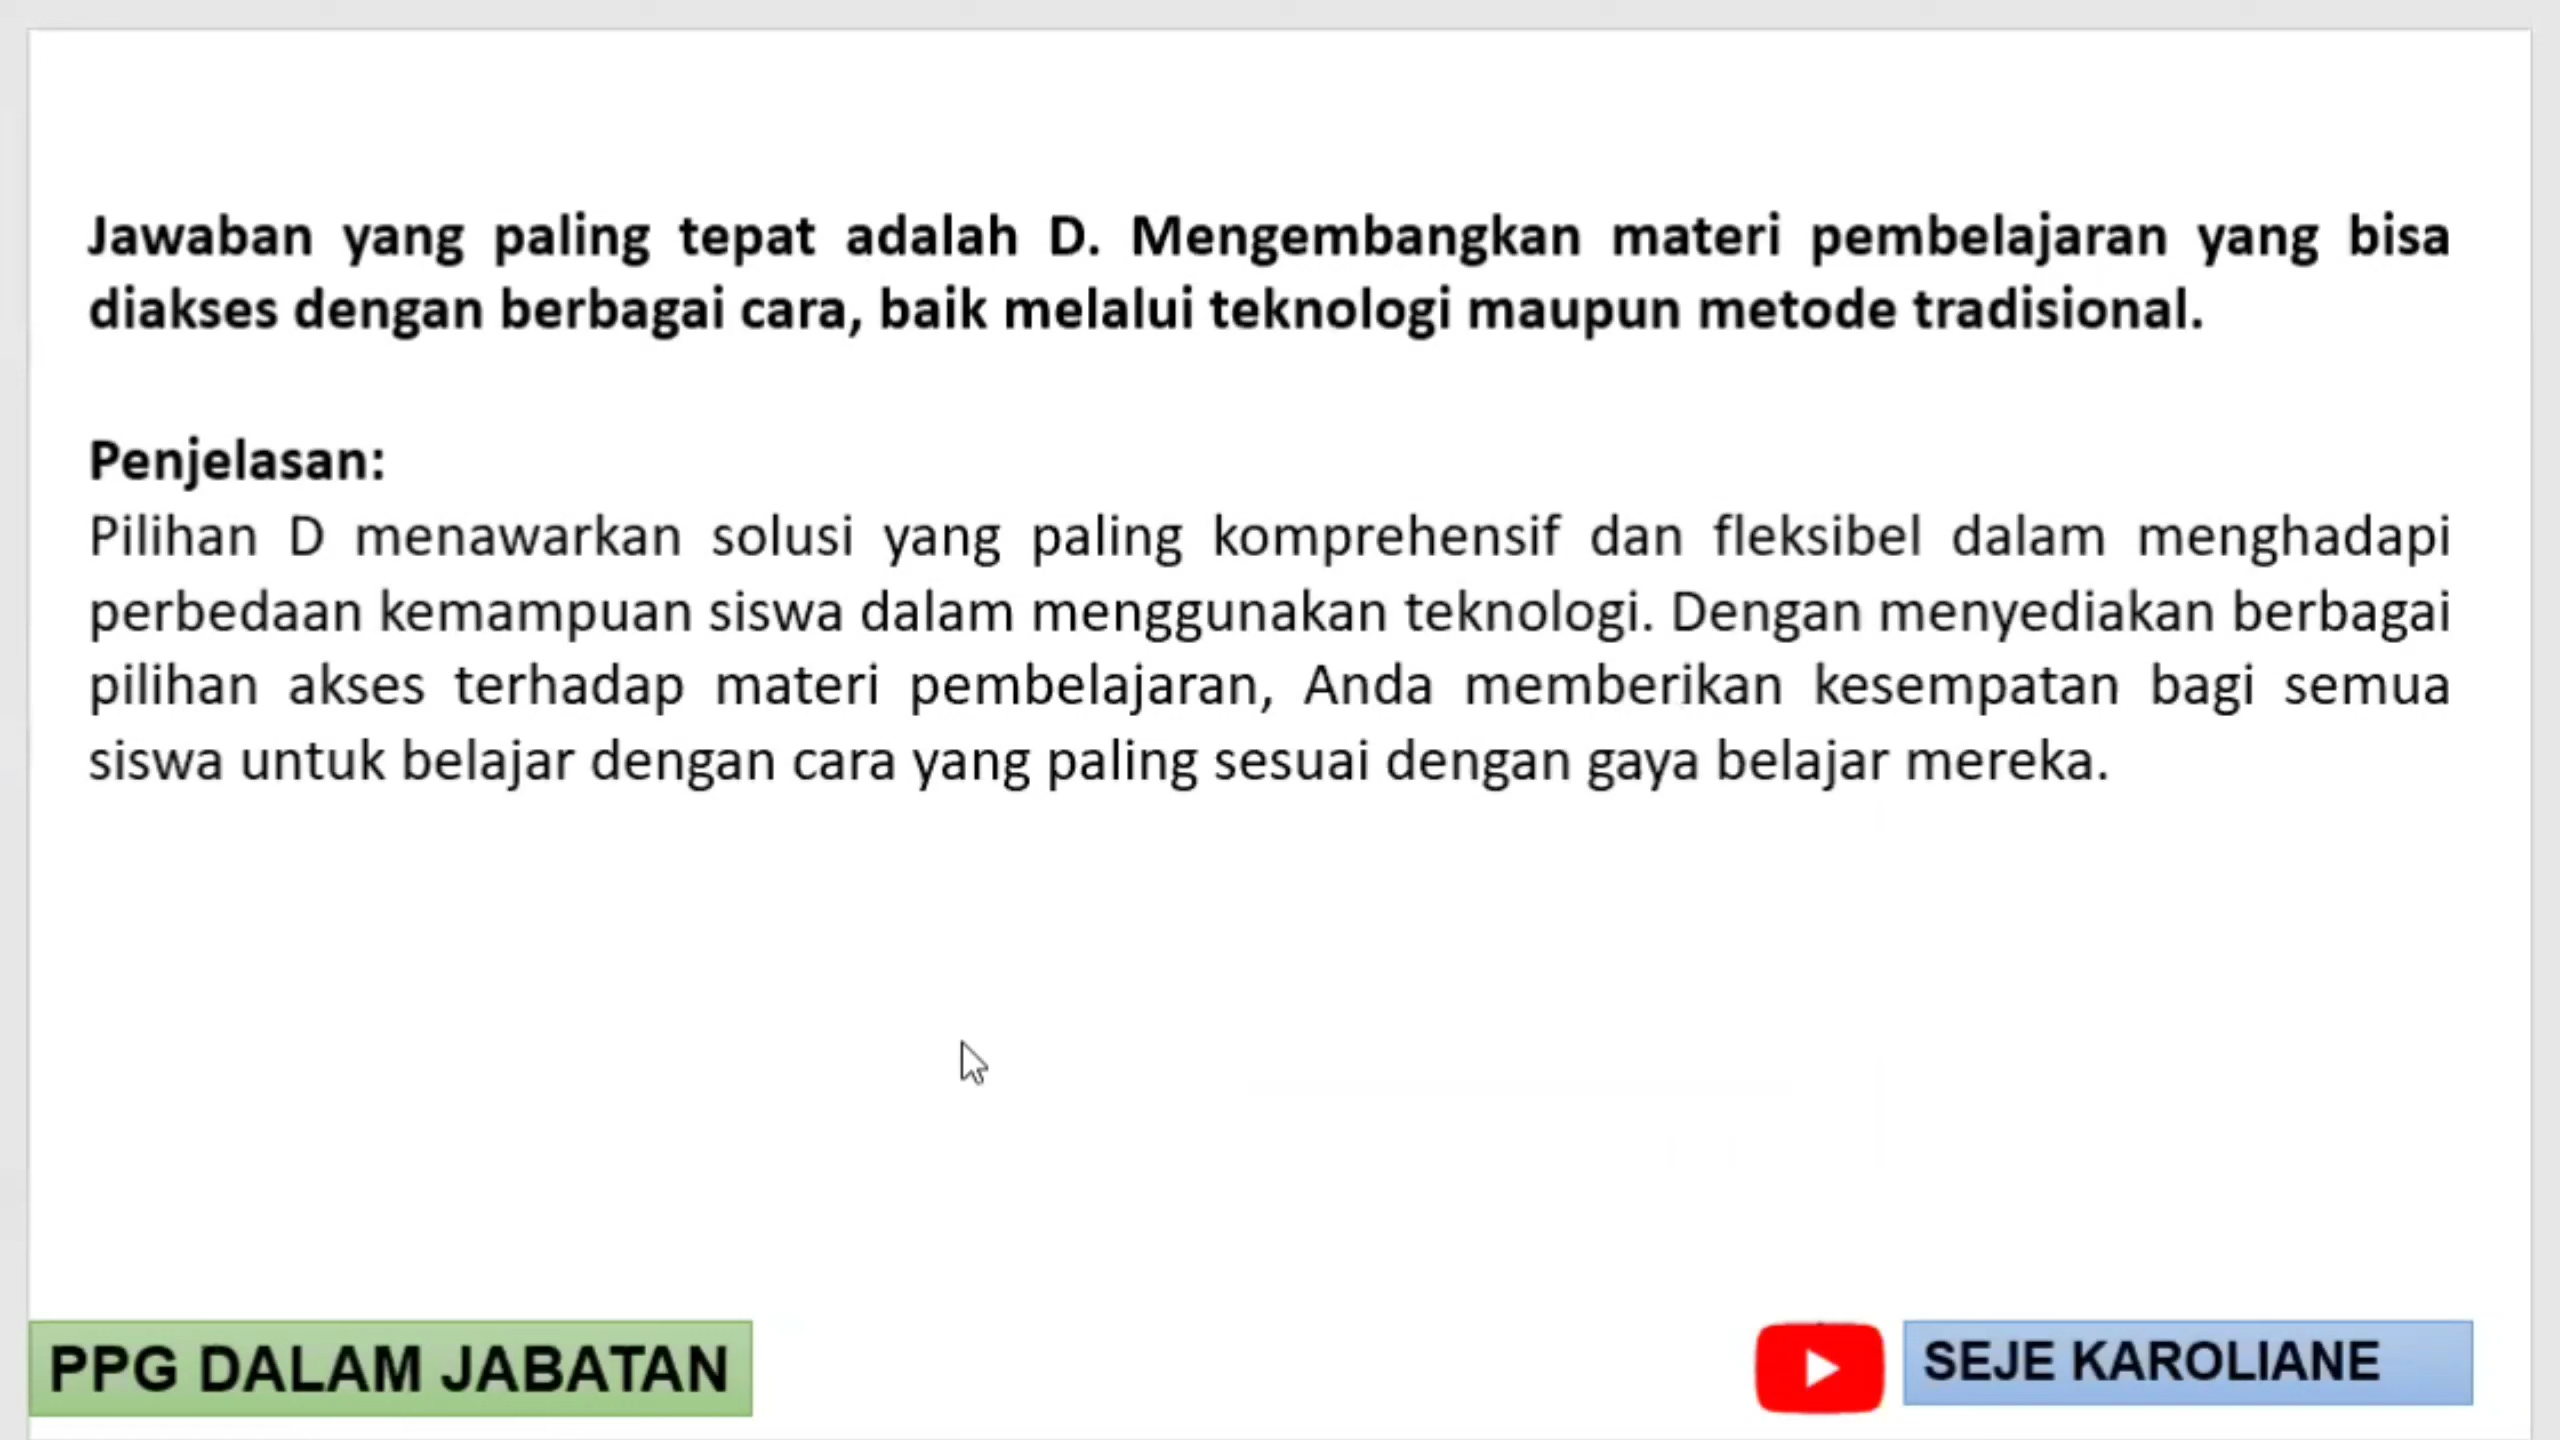 Jawaban yang paling tepat adalah D. Mengembangkan materi pembelajaran yang bisa
diakses dengan berbagai cara, baik melalui teknologi maupun metode tradisional.
Penjelasan:
Pilihan D menawarkan solusi yang paling komprehensif dan fleksibel dalam menghadapi
perbedaan kemampuan siswa dalam menggunakan teknologi. Dengan menyediakan berbagai
pilihan akses terhadap materi pembelajaran, Anda memberikan kesempatan bagi semua
siswa untuk belajar dengan cara yang paling sesuai dengan gaya belajar mereka.
PPG DALAM JABATAN
SEJE KAROLIANE